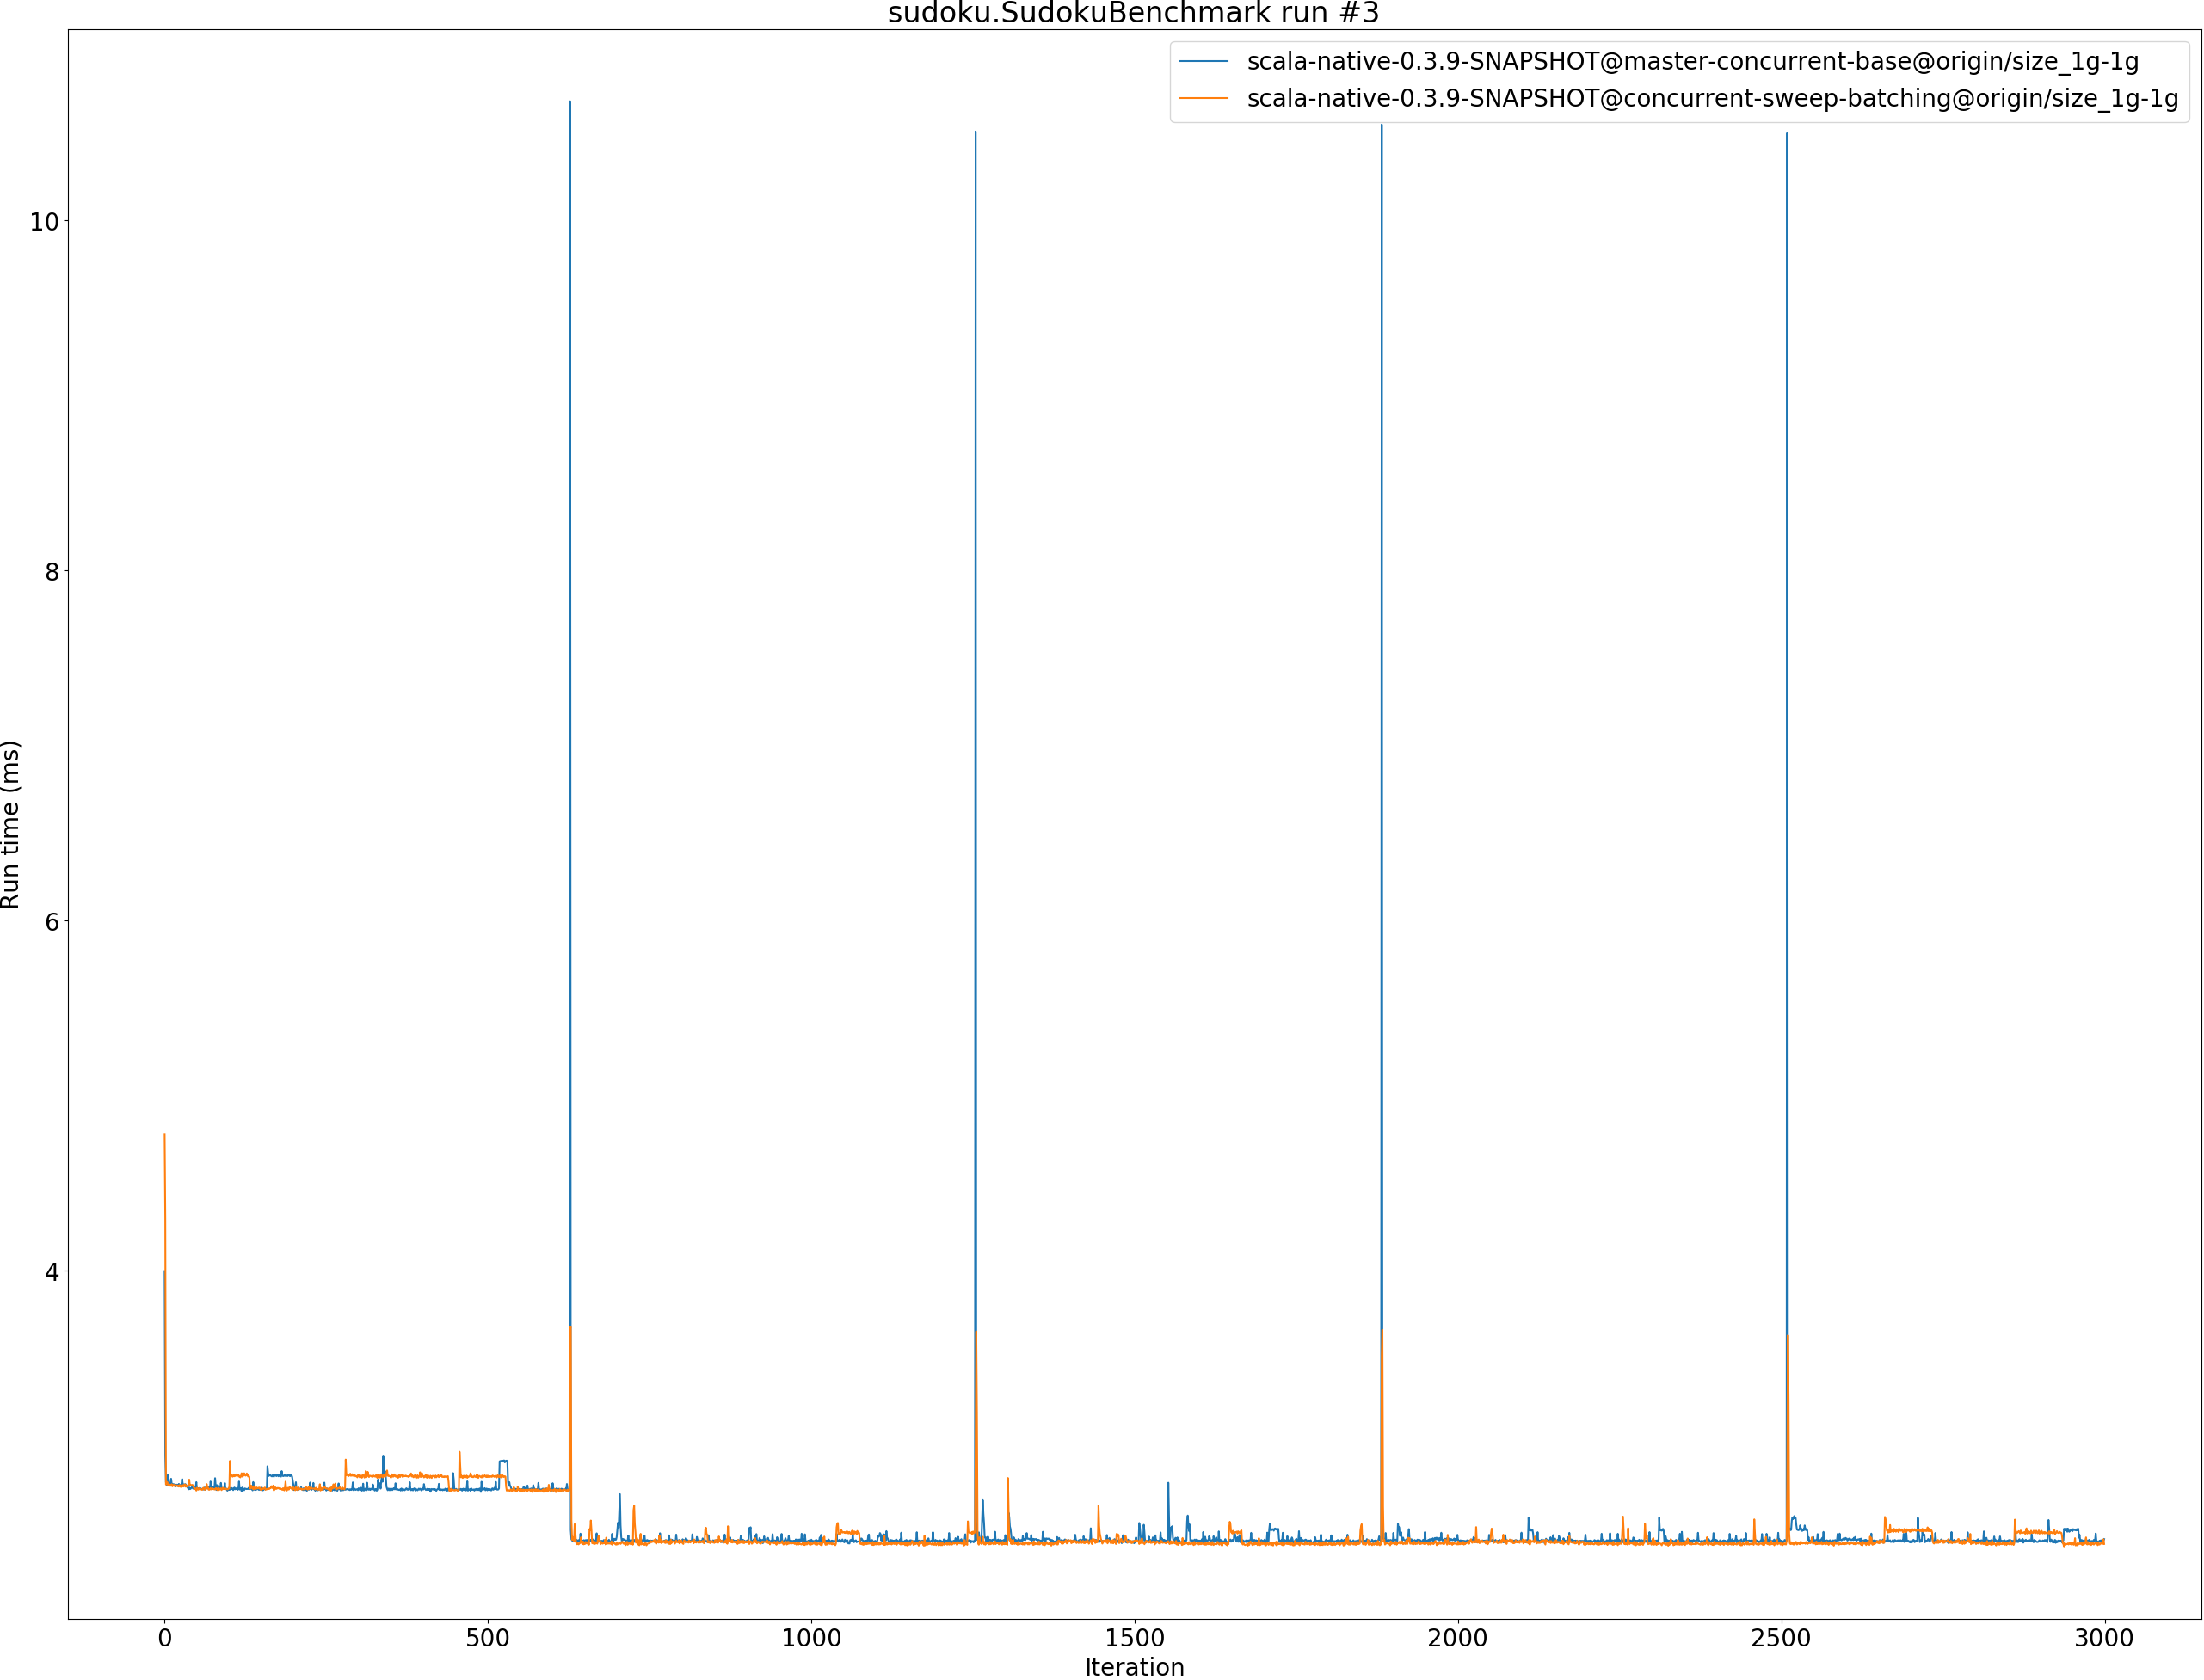 sudoku.SudokuBenchmark run #3
scala-native-0.3.9-SNAPSHOT@master-concurrent-base@origin/size_1g-1g
scala-native-0.3.9-SNAPSHOT@concurrent-sweep-batching@origin/size_1g-1g
Run time (ms)
10
8
6
4
0
500
1000
1500
2000
2500
3000
Iteration